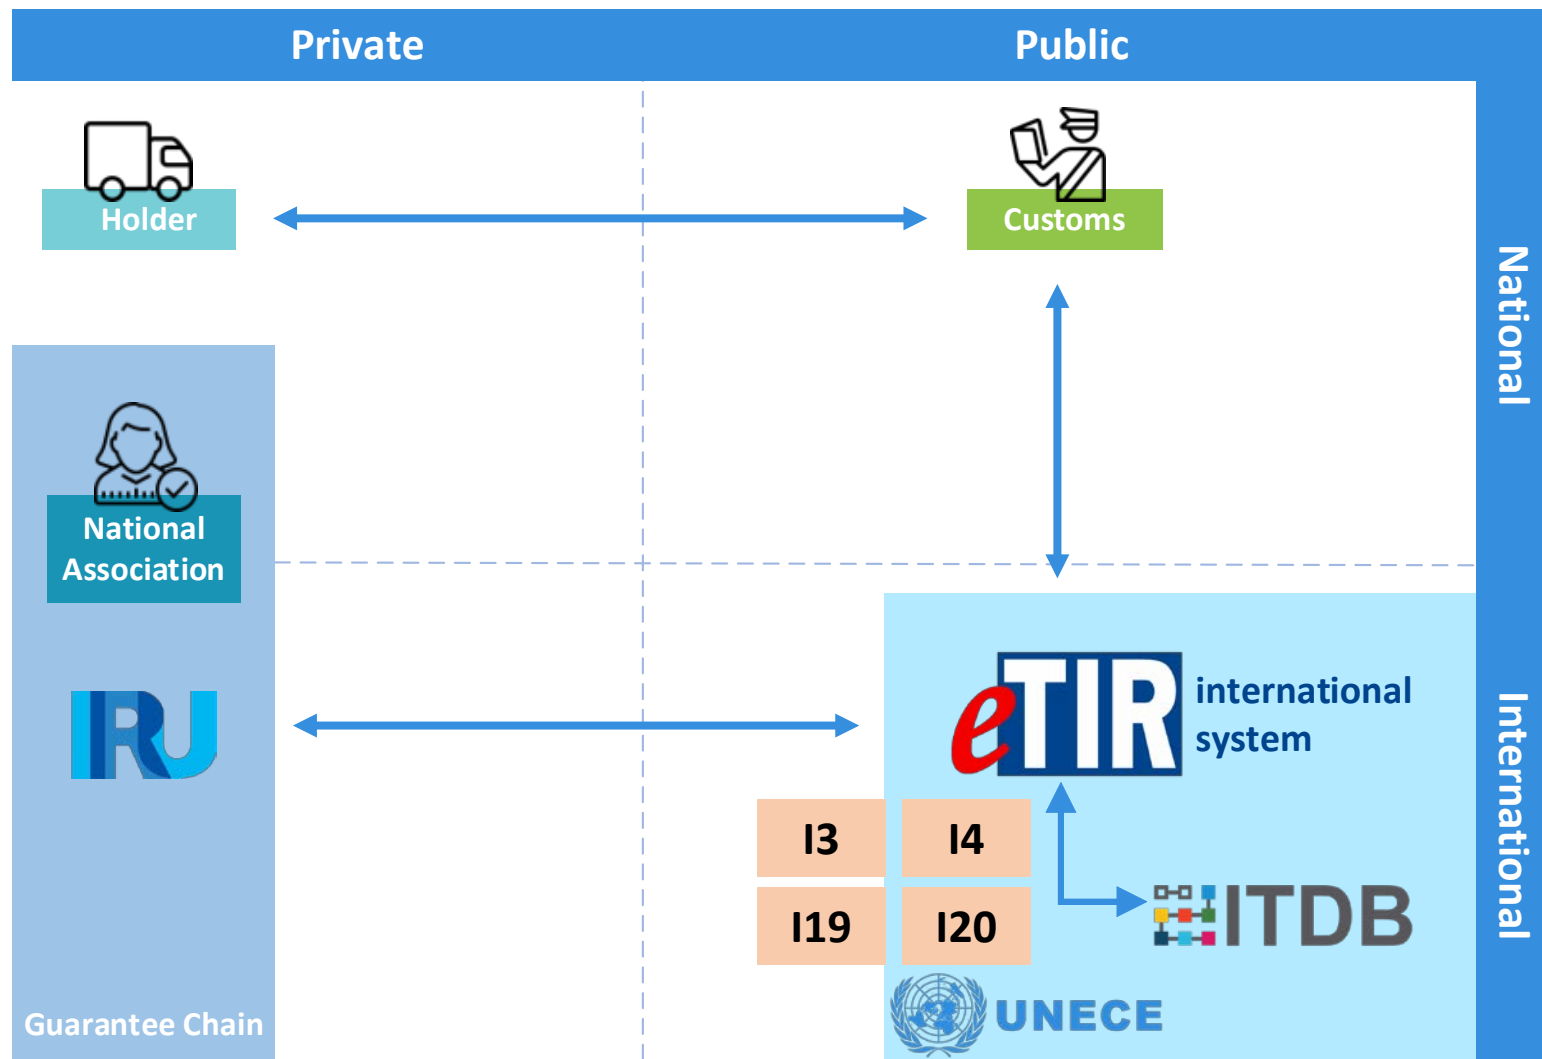 Private
Public
Holder
Customs
National
National
Association
IRU
eTIR
international
system
I3
I4
I19
I20
ITDB
International
Guarantee Chain
UNECE